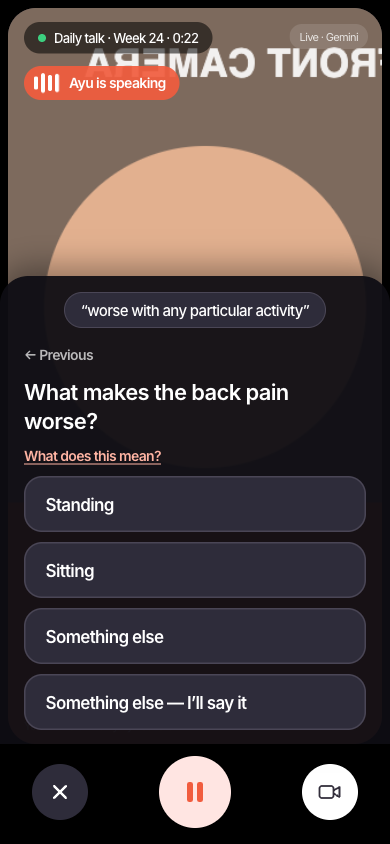 Daily talk · Week 24 · 0:22
Live · Gemini
FRONT CAMERA
Ayu is speaking
“worse with any particular activity”
← Previous
What makes the back pain
worse?
What does this mean?
Standing
Sitting
Something else
Something else — I’ll say it